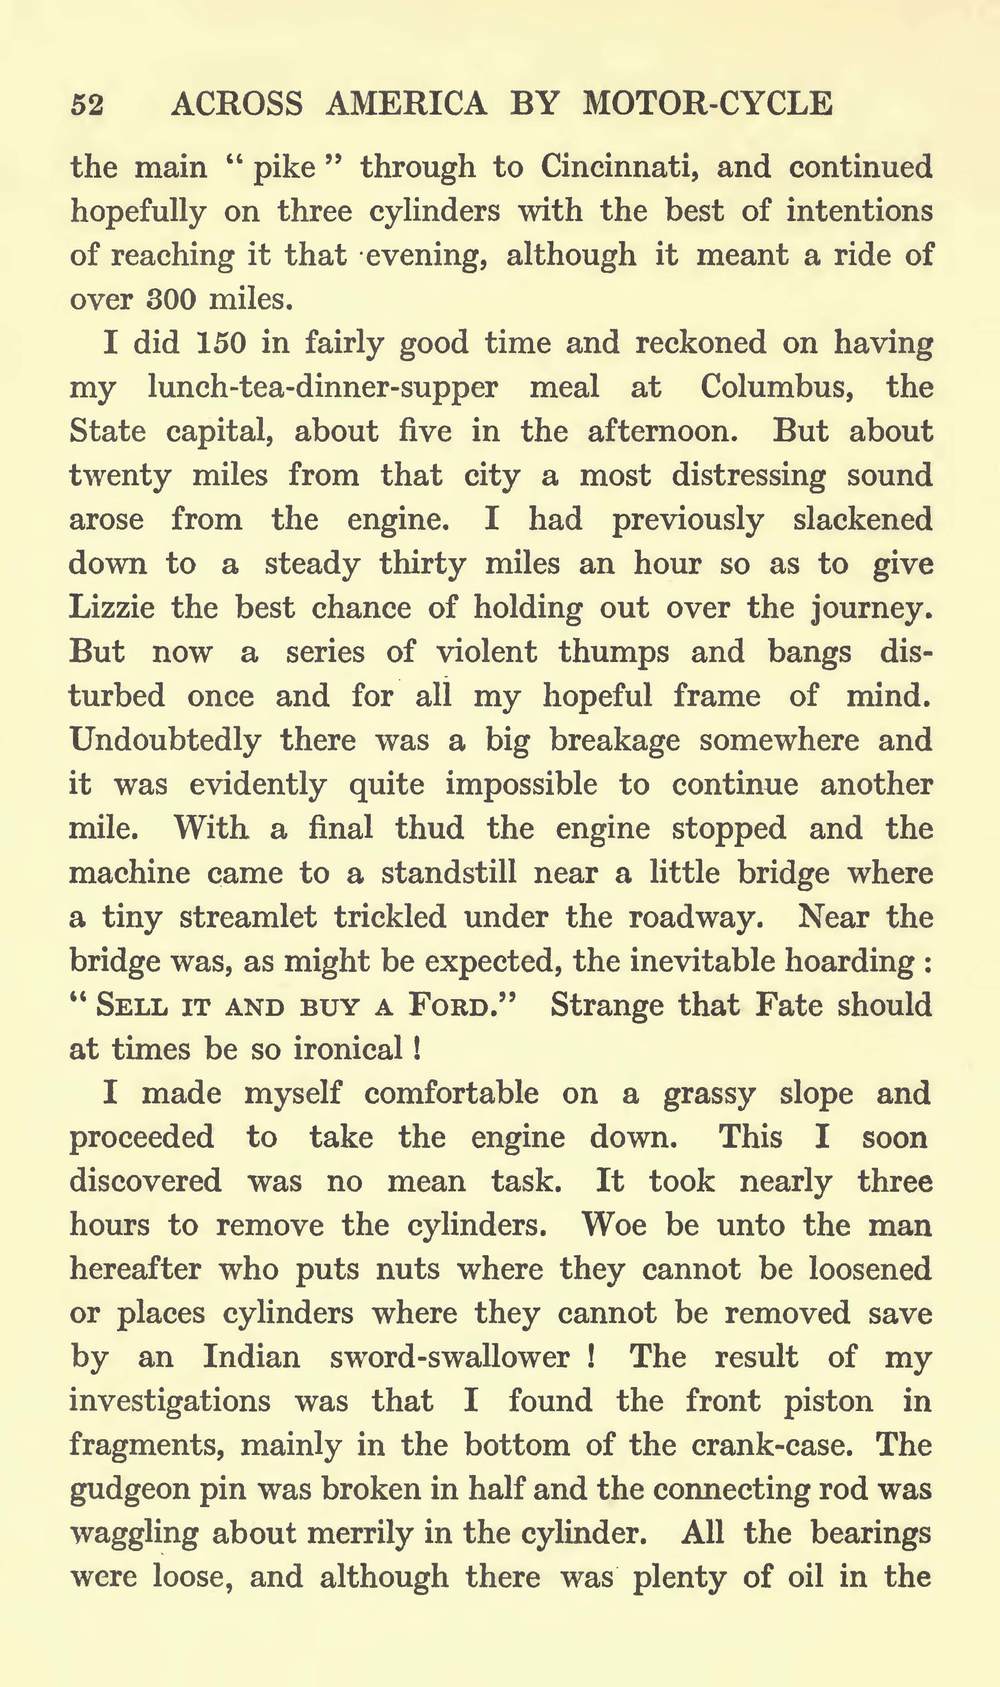 52 ACROSS AMERICA BY MOTOR-CYCLE
the main “ pike ” through to Cincinnati, and continued
hopefully on three cylinders with the best of intentions
of reaching it that evening, although it meant a ride of
over 300 miles.
I did 150 in fairly good time and reckoned on having
my lunch-tea-dinner-supper meal at Columbus, the
State capital, about five in the afternoon. But about
twenty miles from that city a most distressing sound
arose from the engine. I had previously slackened
down to a steady thirty miles an hour so as to give
Lizzie the best chance of holding out over the journey.
But now a series of violent thumps and bangs dis-
turbed once and for all my hopeful frame of mind.
Undoubtedly there was a big breakage somewhere and
it was evidently quite impossible to continue another
mile. With a final thud the engine stopped and the
machine came to a standstill near a little bridge where
a tiny streamlet trickled under the roadway. Near the
bridge was, as might be expected, the inevitable hoarding :
“ SELL IT AND BUY A FORD.” Strange that Fate should
at times be so ironical !
I made myself comfortable on a grassy slope and
proceeded to take the engine down. This I soon
discovered was no mean task. It took nearly three
hours to remove the cylinders. Woe be unto the man
hereafter who puts nuts where they cannot be loosened
or places cylinders where they cannot be removed save
by an Indian sword-swallower ! The result of my
investigations was that I found the front piston in
fragments, mainly in the bottom of the crank-case. The
gudgeon pin was broken in half and the connecting rod was
waggling about merrily in the cylinder. All the bearings
were loose, and although there was plenty of oil in the